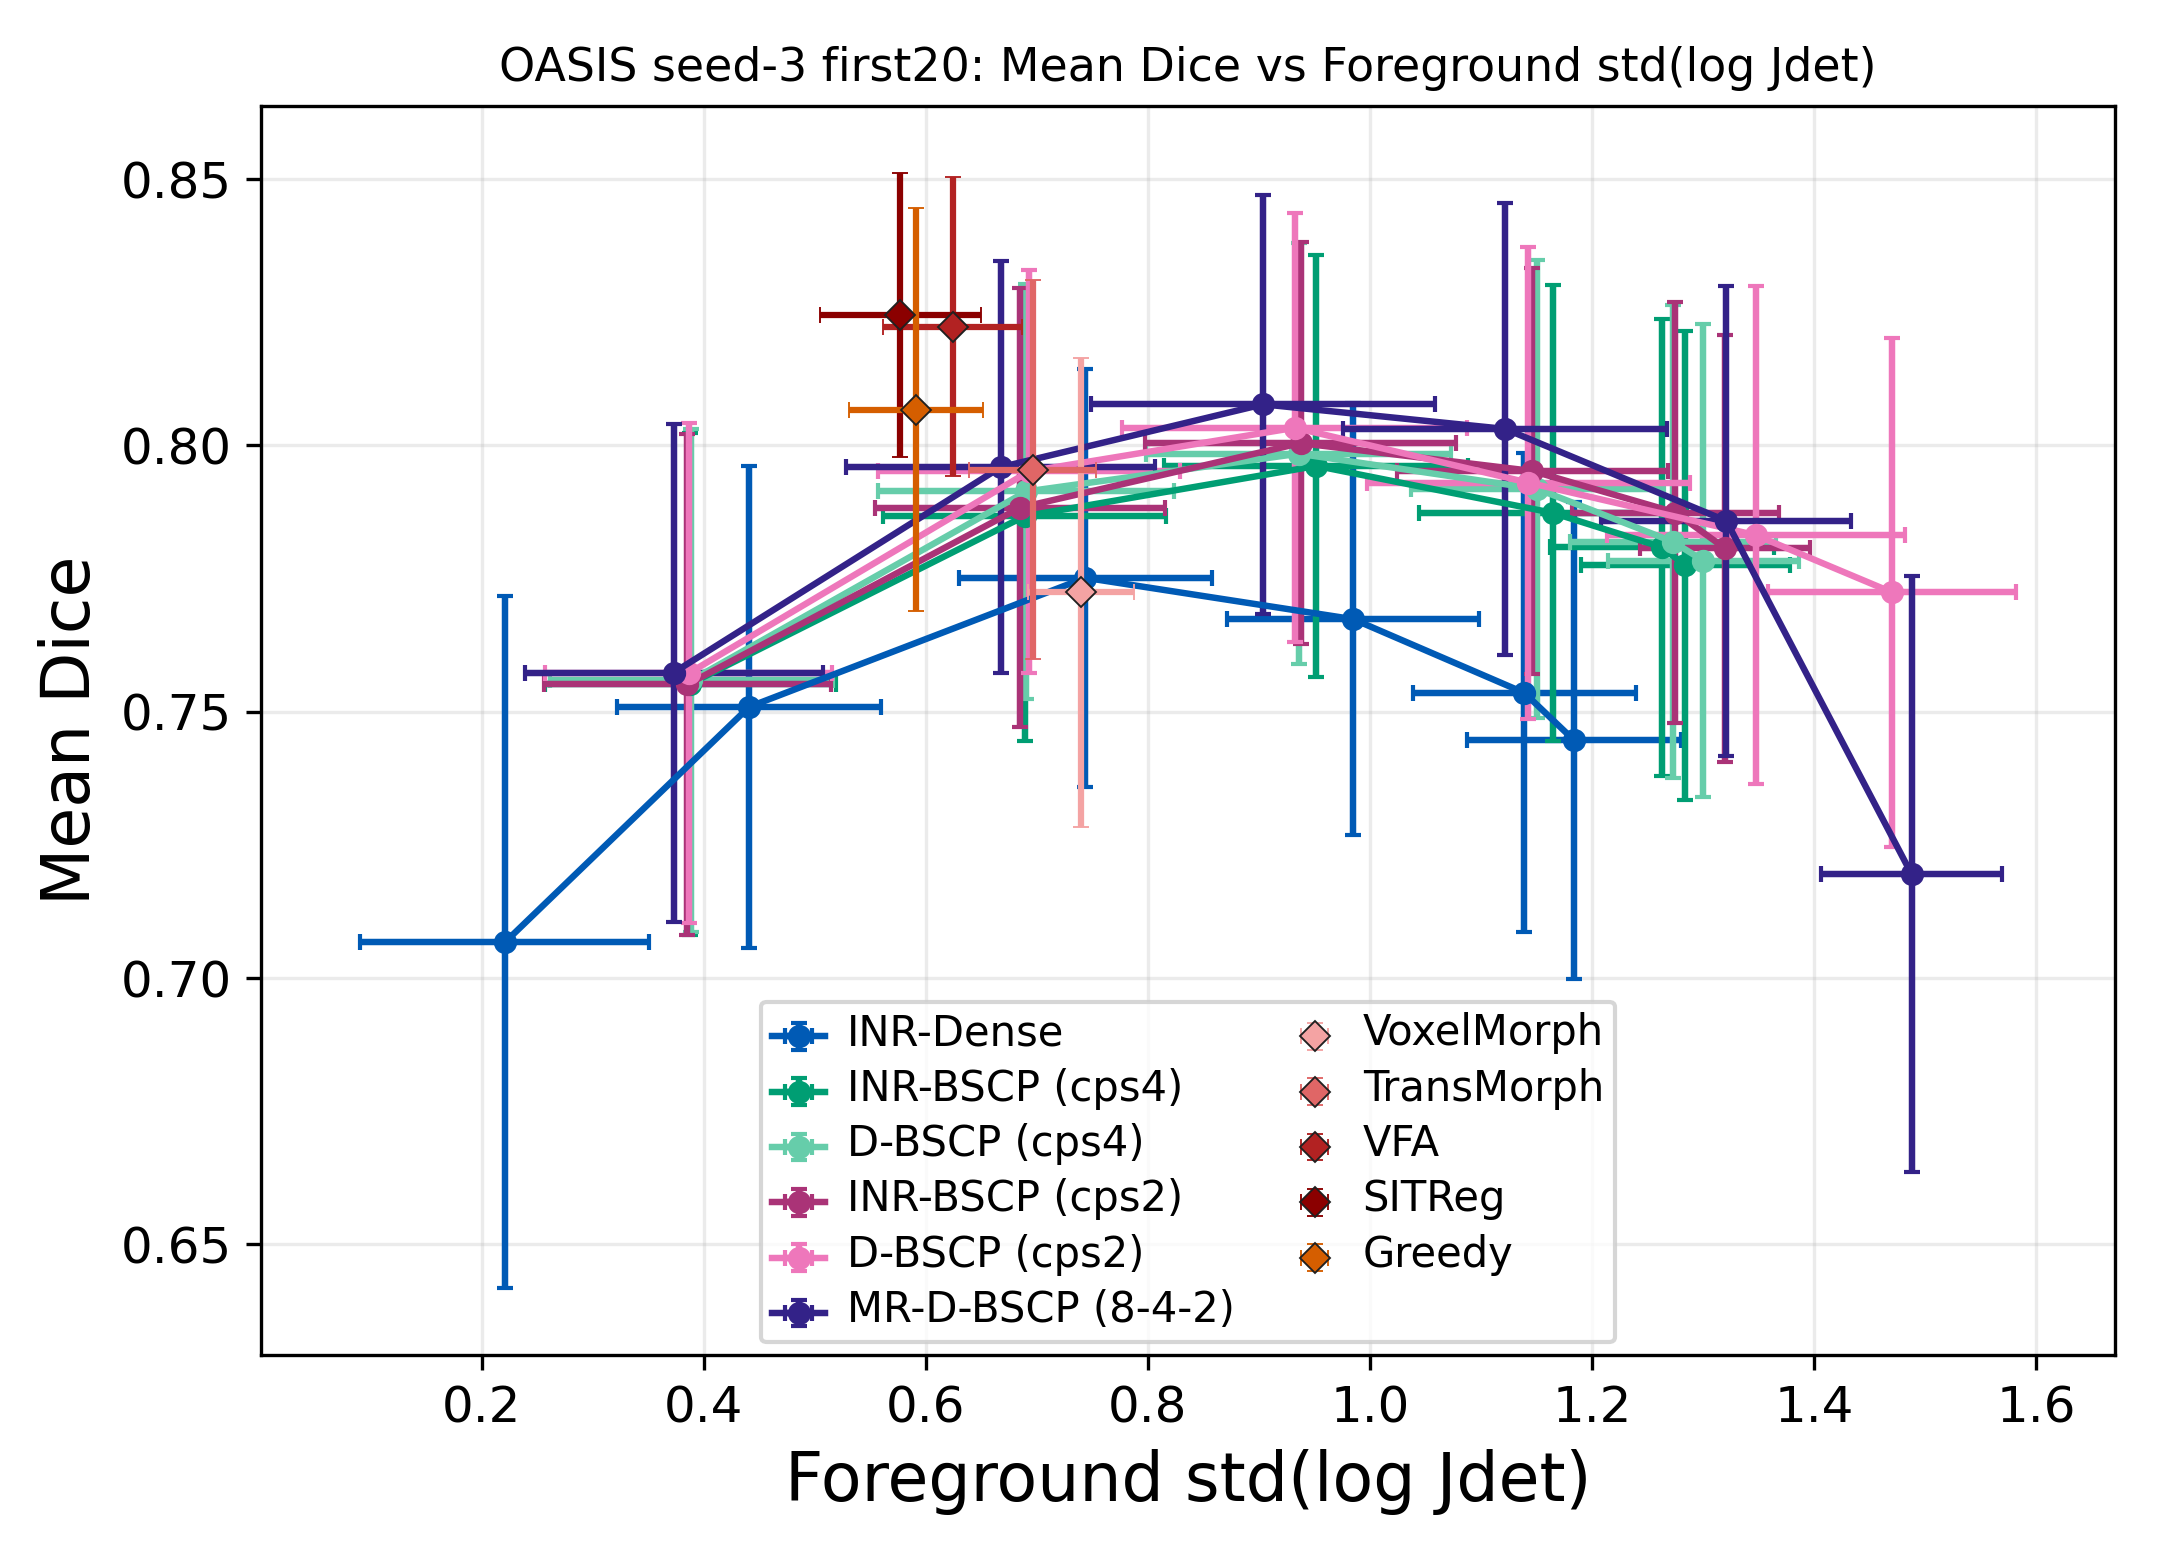 OASIS seed-3 first20: Mean Dice vs Foreground std(log Jdet)
0.85
0.80
0.75
0.70
0.65
Mean Dice
INR-Dense
INR-BSCP (cps4)
D-BSCP (cps4)
INR-BSCP (cps2)
D-BSCP (cps2)
MR-D-BSCP (8-4-2)
VoxelMorph
TransMorph
VFA
SITReg
Greedy
0.2 0.4 0.6 0.8 1.0 1.2 1.4 1.6
Foreground std(log Jdet)